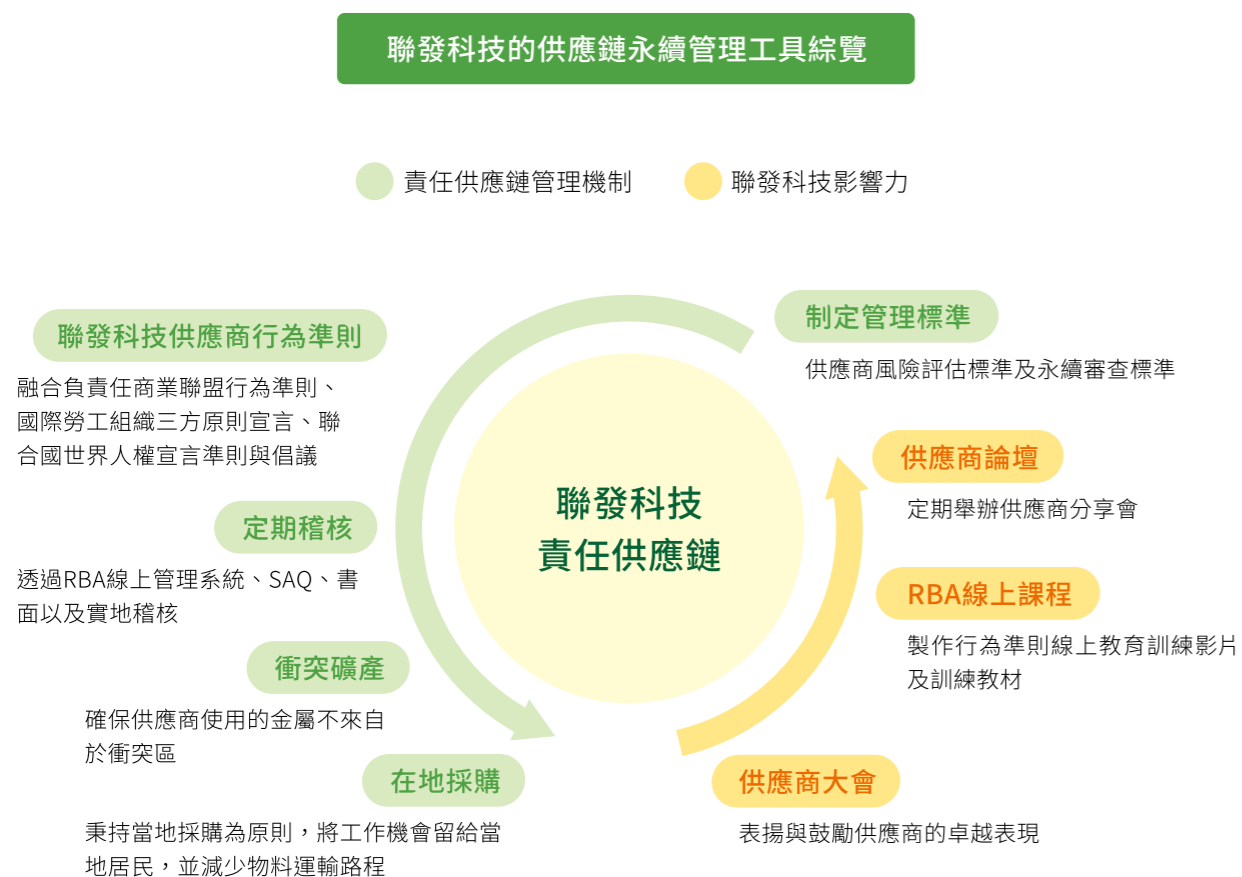 聯發科技的供應鏈永續管理工具綜覽
責任供應鏈管理機制
聯發科技影響力
制定管理標準
供應商風險評估標準及永續審查標準
聯發科技供應商行為準則
融合負責任商業聯盟行為準則、
國際勞工組織三方原則宣言、聯
合國世界人權宣言準則與倡議
定期稽核
透過RBA線上管理系統、SAQ、書
面以及實地稽核
衝突礦產
確保供應商使用的金屬不來自
於衝突區
在地採購
秉持當地採購為原則，將工作機會留給當
地居民，並減少物料運輸路程
聯發科技
責任供應鏈
供應商論壇
定期舉辦供應商分享會
RBA線上課程
製作行為準則線上教育訓練影片
及訓練教材
供應商大會
表揚與鼓勵供應商的卓越表現